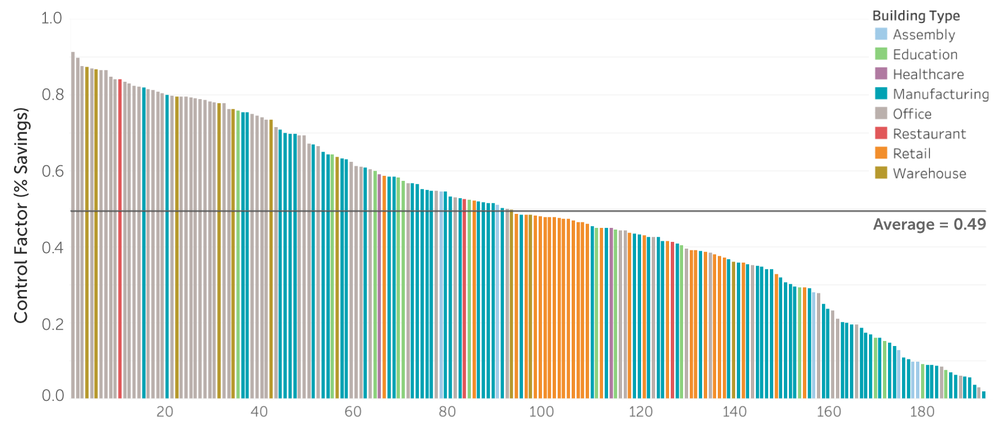 Control Factor (% Savings)
1.0
0.8
0.6
0.4
0.2
0.0
20 40 60 80 100 120 140 160 180
Building Type
Assembly
Education
Healthcare
Manufacturing
Office
Restaurant
Retail
Warehouse
Average = 0.49